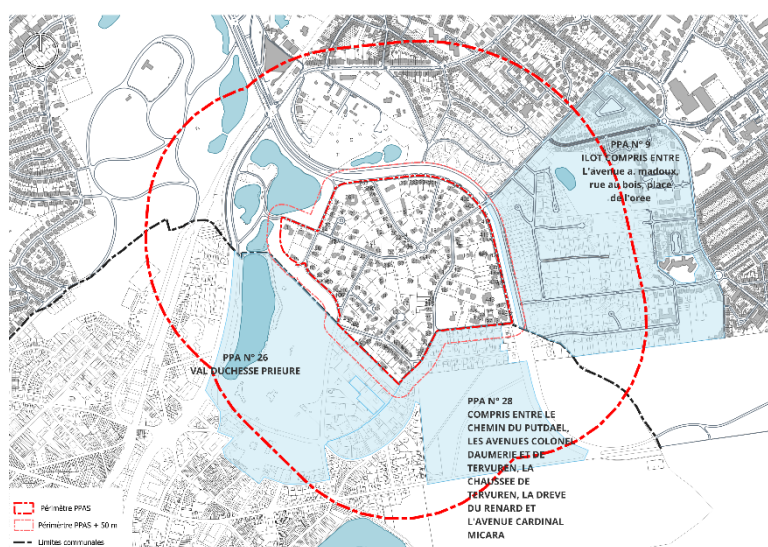 PPA N° 9
ILOT COMPRIS ENTRE
L'avenue a. madoux,
rue au bois, place
de l'oree
PPA N° 26
VAL DUCHESSE PRIEURE
PPA N° 28
COMPRIS ENTRE LE
CHEMIN DU PUTDAEL,
LES AVENUES COLONEL
DAUMERIE ET DE
TERVUREN, LA
CHAUSSEE DE
TERVUREN, LA DREVE
DU RENARD ET
L'AVENUE CARDINAL
MICARA
Périmètre PPAS
Périmèrtre PPAS + 50 m
Limites communales